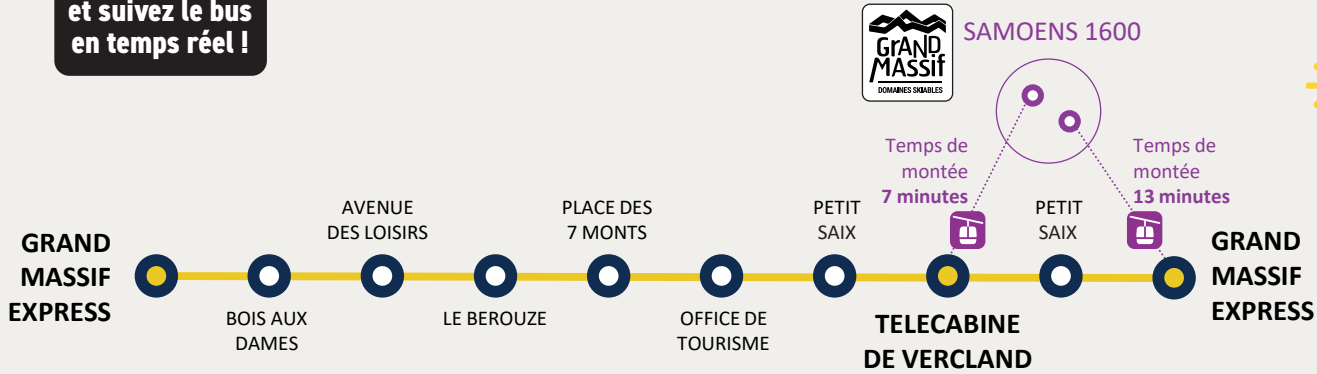 et suivez le bus
en temps réel !
GRAND
MASSIF
DOMAINES SKIABLES
SAMOENS 1600
Temps de
montée
7 minutes
Temps de
montée
13 minutes
GRAND
MASSIF
EXPRESS
BOIS AUX
DAMES
AVENUE
DES LOISIRS
LE BEROUZE
PLACE DES
7 MONTS
OFFICE DE
TOURISME
PETIT
SAIX
TELECABINE
DE VERCLAND
PETIT
SAIX
GRAND
MASSIF
EXPRESS